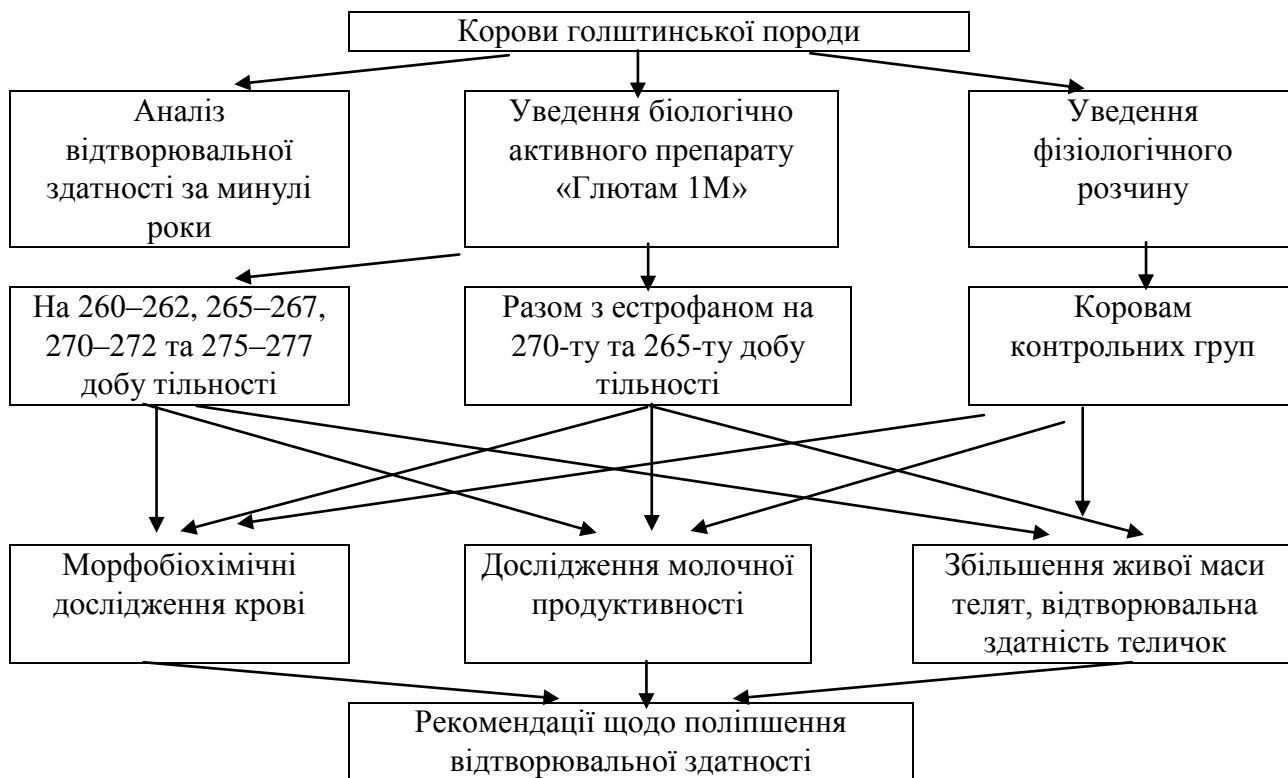 Корови голштинської породи
Аналіз
відтворювальної
здатності за минулі
роки
Уведення біологічно
активного препарату
«Глютам 1М»
Уведення
фізіологічного
розчину
На 260–262, 265–267,
270–272 та 275–277
добу тільності
Разом з естрофаном на
270-ту та 265-ту добу
тільності
Коровам
контрольних груп
Морфобіохімічні
дослідження крові
Дослідження молочної
продуктивності
Збільшення живої маси
телят, відтворювальна
здатність теличок
Рекомендації щодо поліпшення
відтворювальної здатності